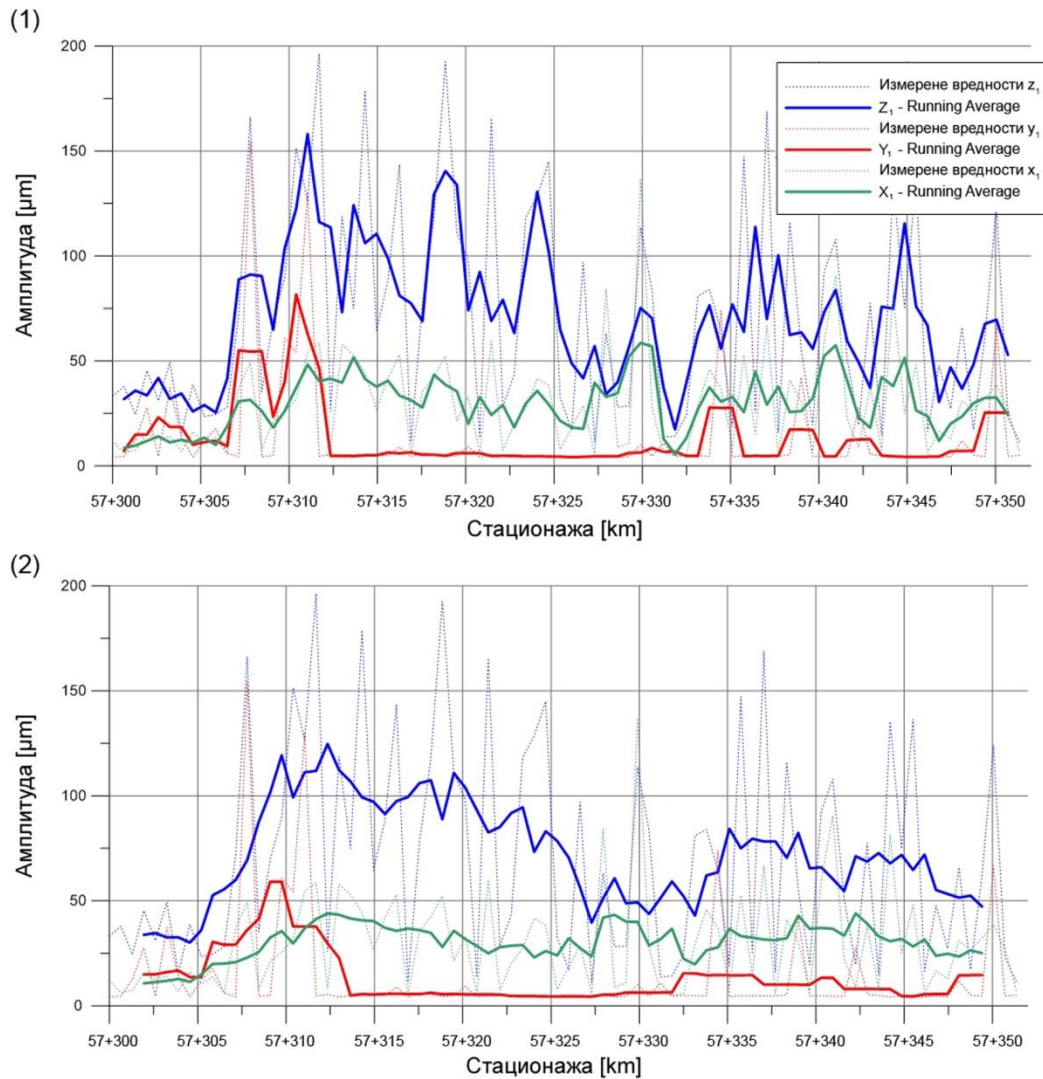 (1)
200
150
100
50
0
Амплитуда [µm]
57+300 57+305 57+310 57+315 57+320 57+325 57+330 57+335 57+340 57+345 57+350
Стационажа [km]
Измерене вредности z1
Z1 - Running Average
Измерене вредности y1
Y1 - Running Average
Измерене вредности x1
X1 - Running Average
(2)
200
150
100
50
0
Амплитуда [µm]
57+300 57+305 57+310 57+315 57+320 57+325 57+330 57+335 57+340 57+345 57+350
Стационажа [km]